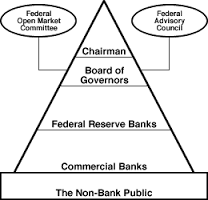 Federal
Open Market
Committee
Federal
Advisory
Council
Chairman
Board of
Governors
Federal Reserve Banks
Commercial Banks
The Non-Bank Public